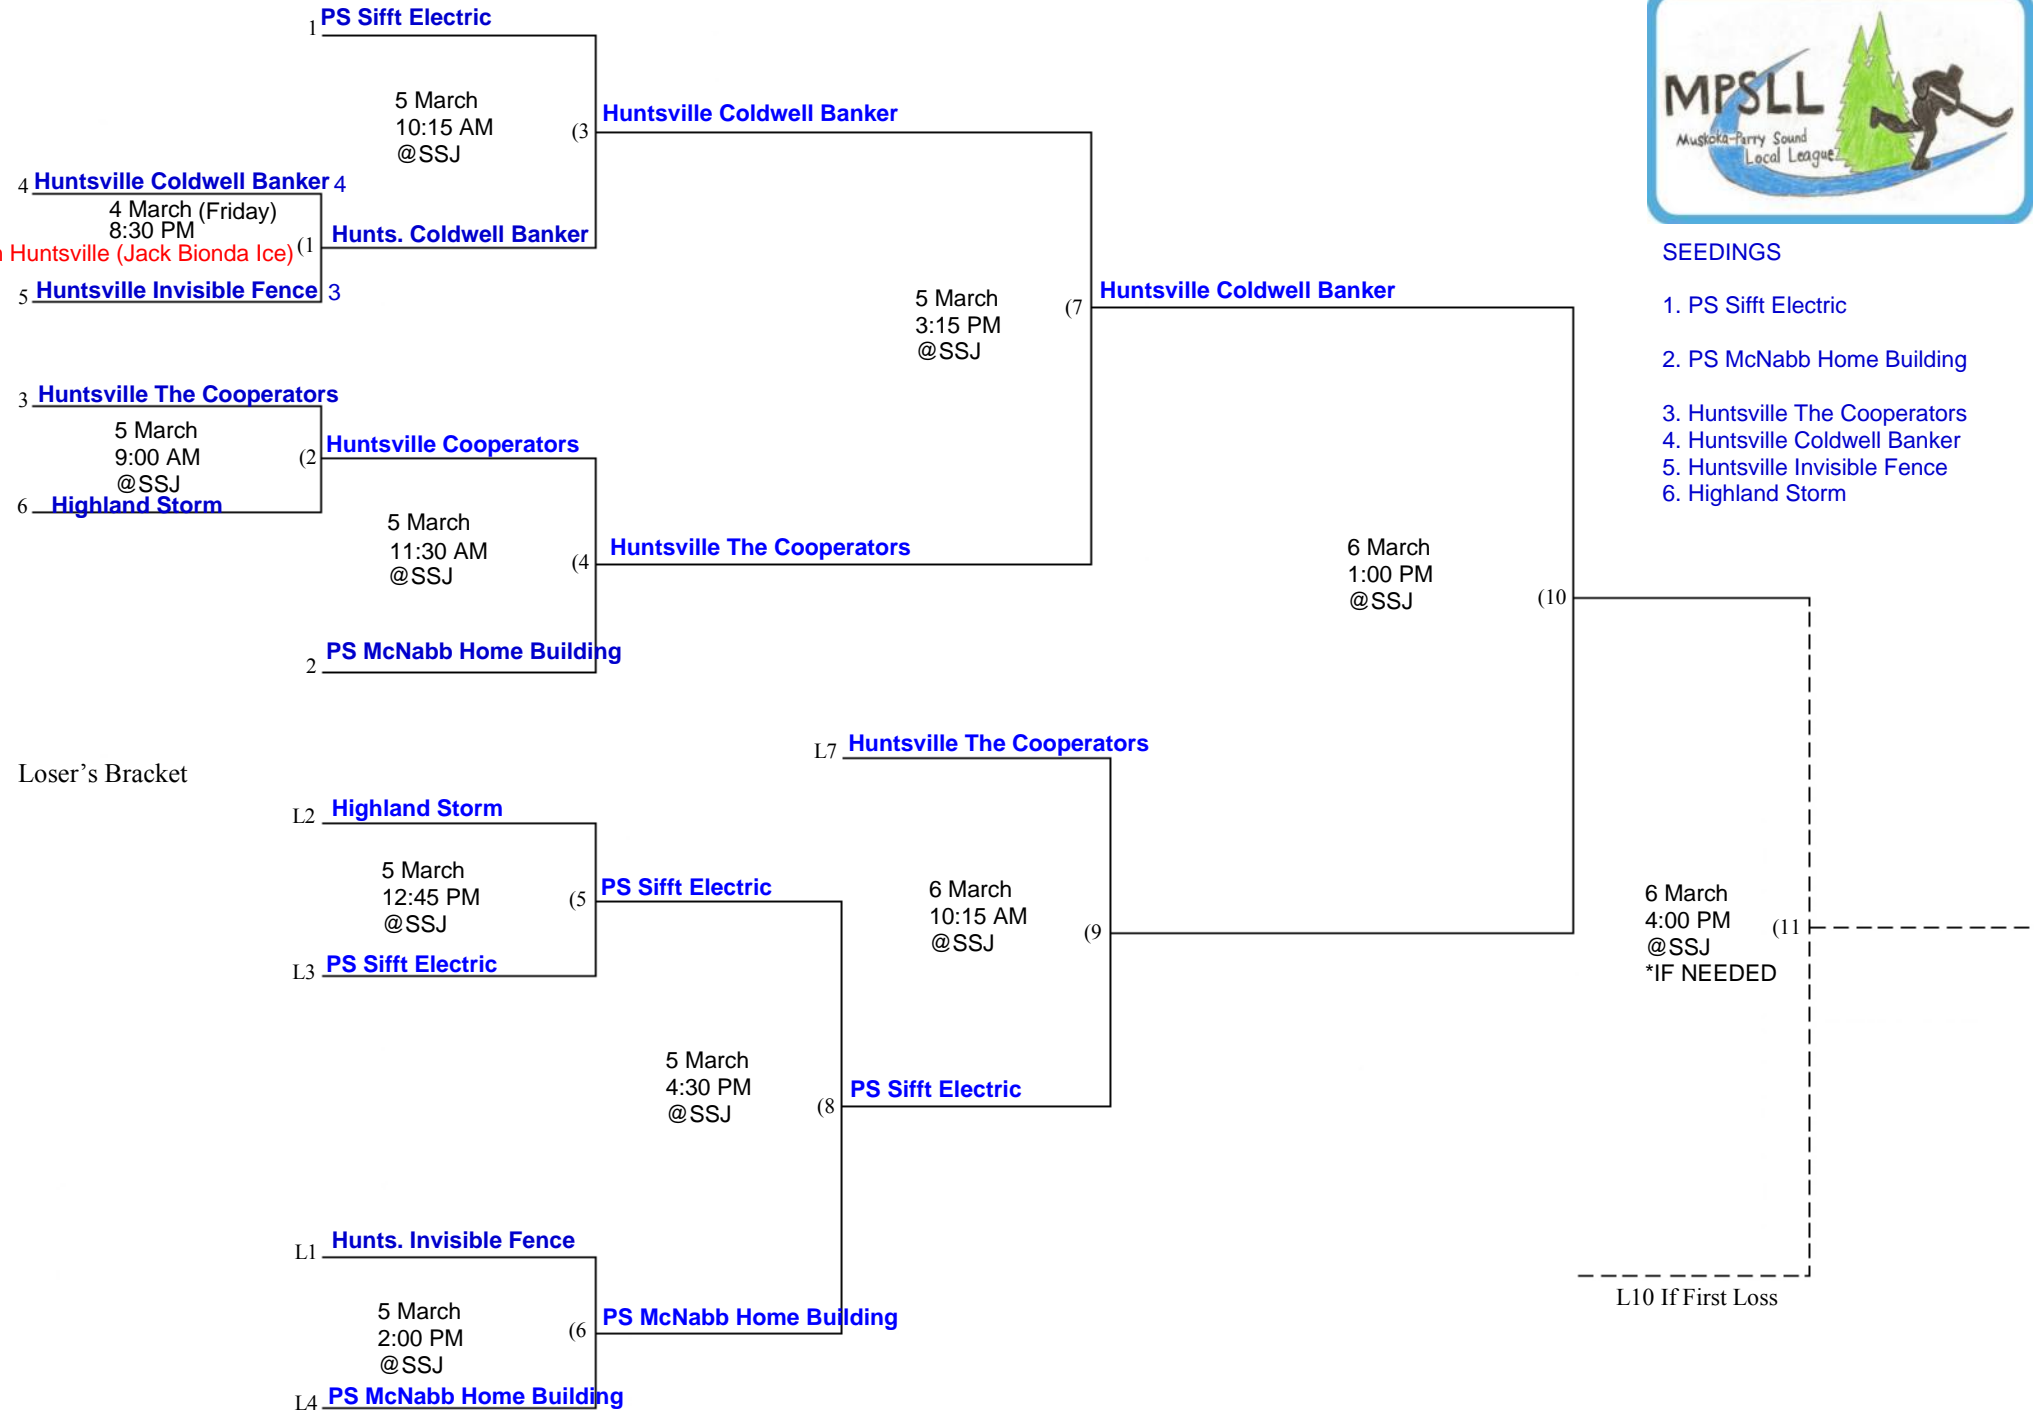 1 PS Sifft Electric
5 March
10:15 AM
@SSJ
(3
Huntsville Coldwell Banker
4 Huntsville Coldwell Banker 4
4 March (Friday)
8:30 PM
Huntsville (Jack Bionda Ice)
(1
Hunts. Coldwell Banker
5 Huntsville Invisible Fence 3
5 March
3:15 PM
@SSJ
(7
Huntsville Coldwell Banker
3 Huntsville The Cooperators
5 March
9:00 AM
@SSJ
(2
Huntsville Cooperators
6 Highland Storm
5 March
11:30 AM
@SSJ
(4
Huntsville The Cooperators
2 PS McNabb Home Building
6 March
1:00 PM
@SSJ
(10
MPSLL
Muskoka-Parry Sound
Local League
SEEDINGS
1. PS Sifft Electric
2. PS McNabb Home Building
3. Huntsville The Cooperators
4. Huntsville Coldwell Banker
5. Huntsville Invisible Fence
6. Highland Storm
Loser's Bracket
L7 Huntsville The Cooperators
L2 Highland Storm
5 March
12:45 PM
@SSJ
(5
PS Sifft Electric
L3 PS Sifft Electric
6 March
10:15 AM
@SSJ
(9
5 March
4:30 PM
@SSJ
(8
PS Sifft Electric
L1 Hunts. Invisible Fence
5 March
2:00 PM
@SSJ
(6
PS McNabb Home Building
L4 PS McNabb Home Building
6 March
4:00 PM
@SSJ
*IF NEEDED
(11
L10 If First Loss